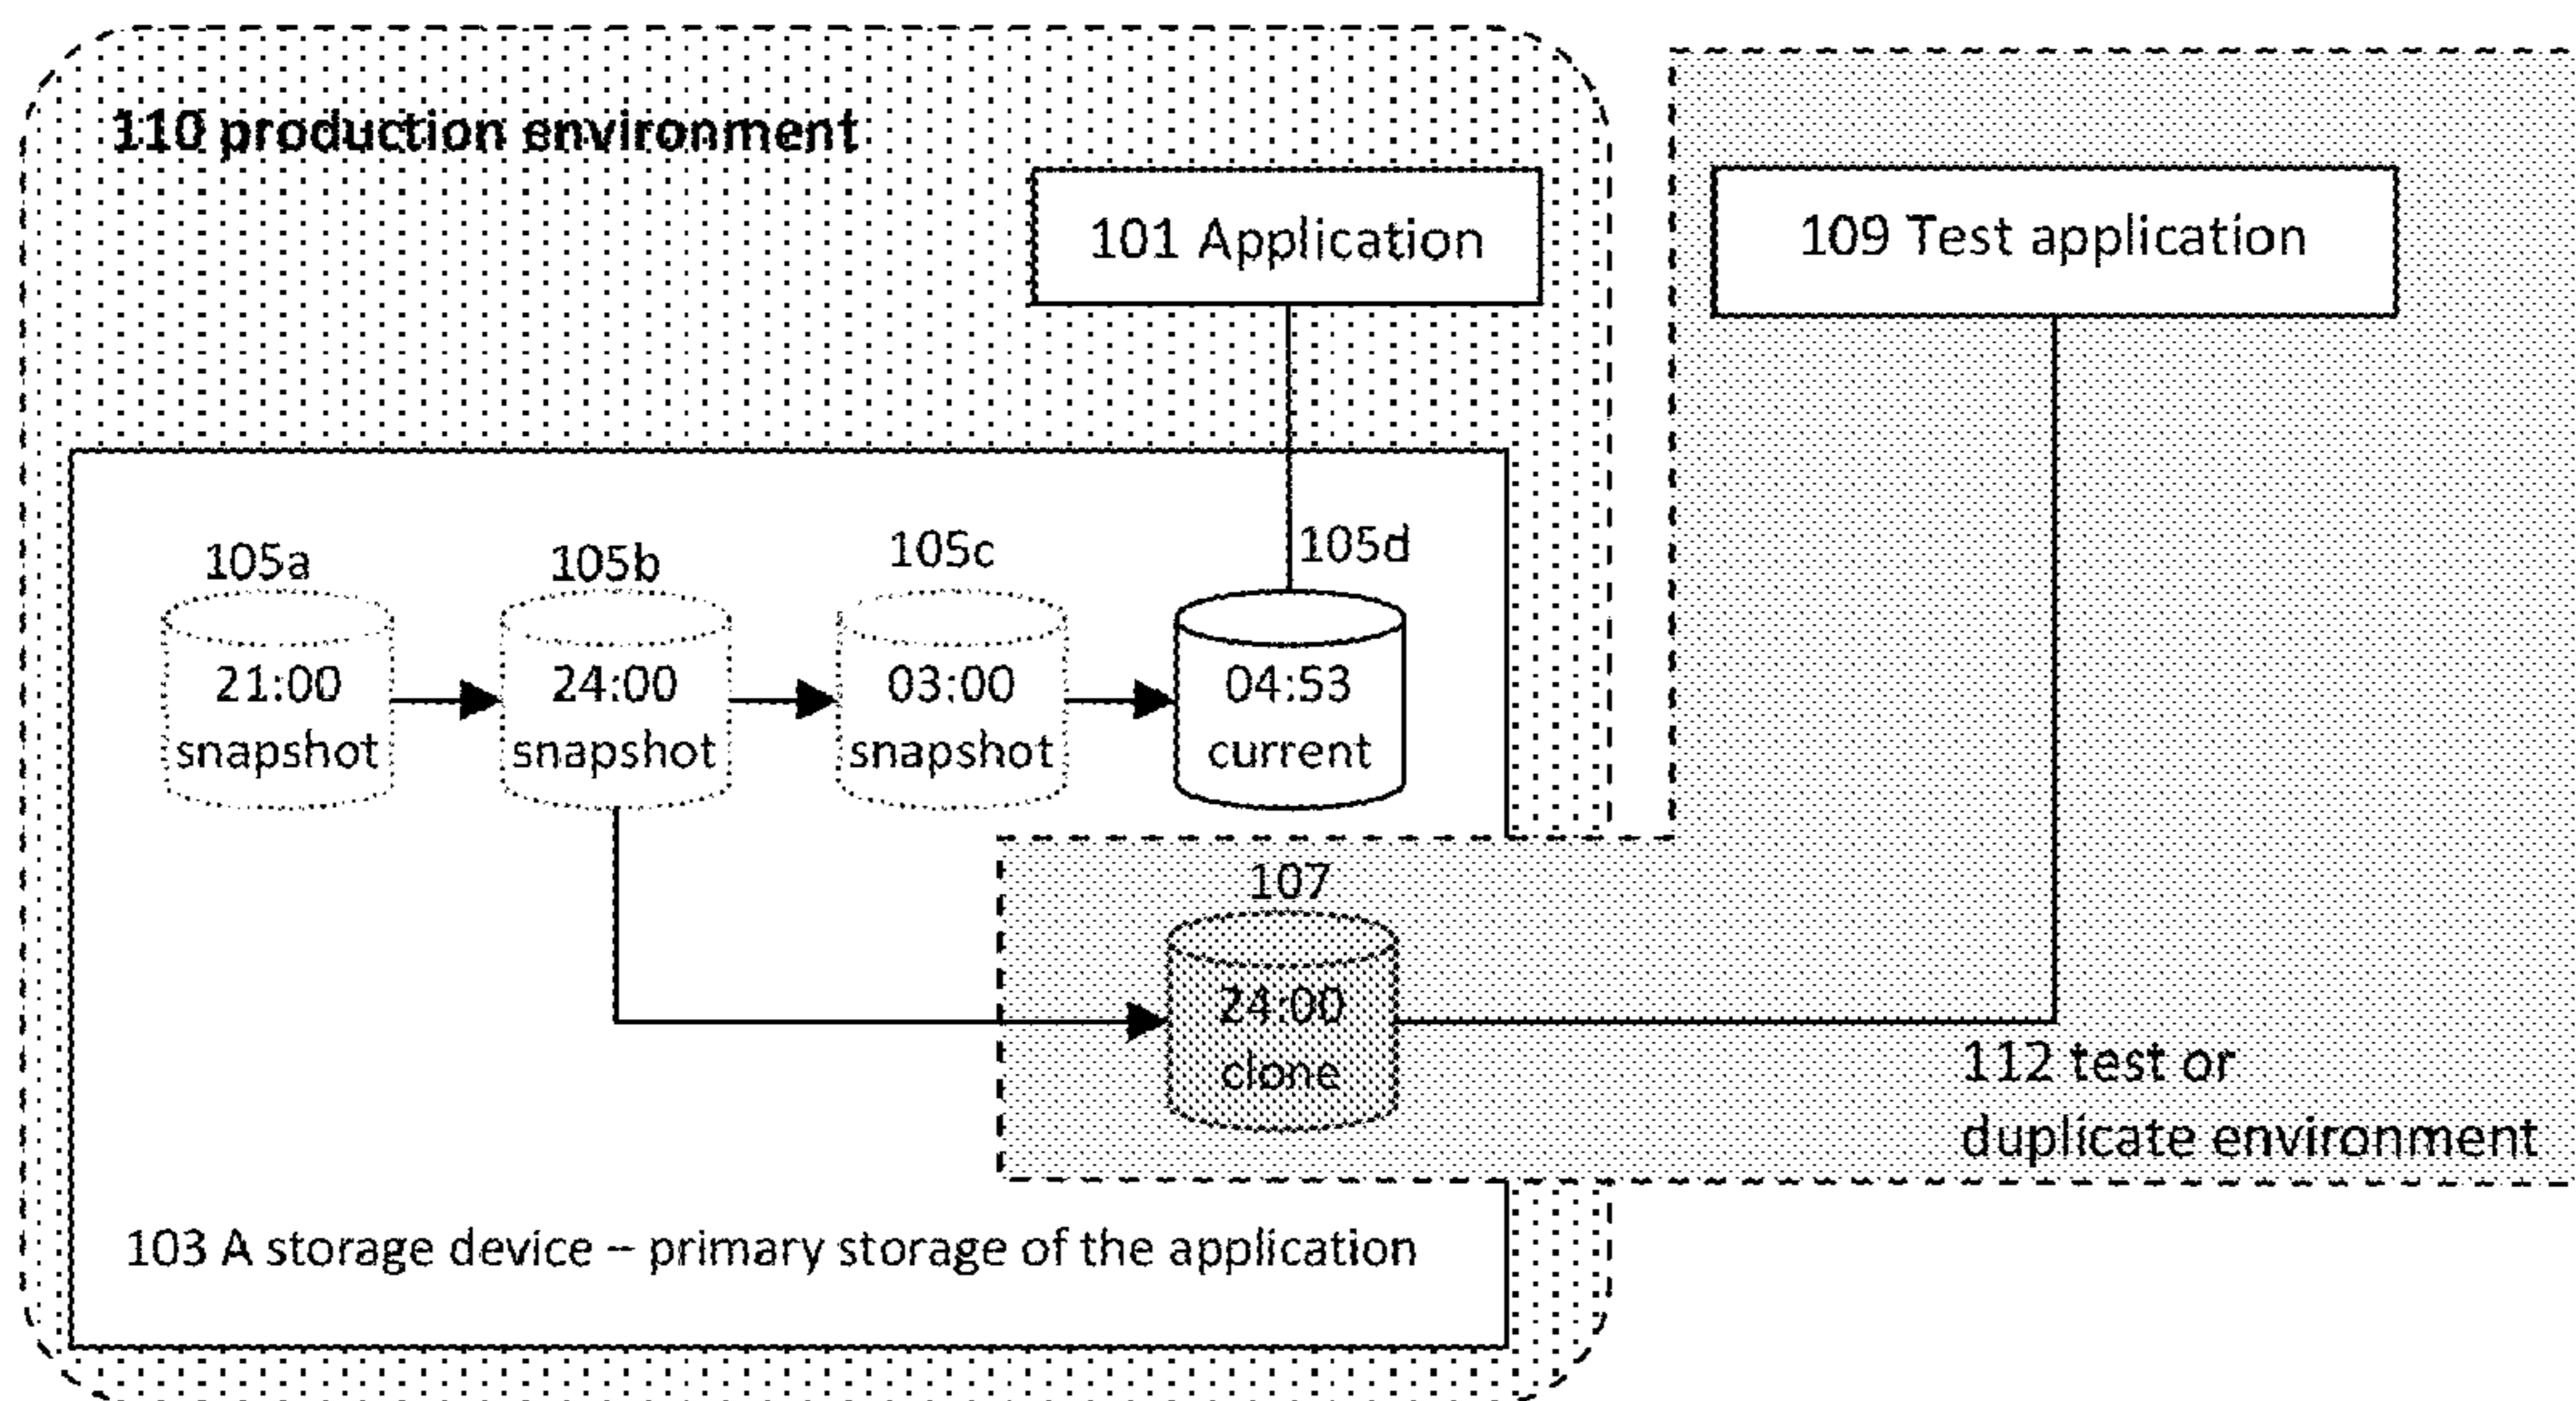 110 production environment
101 Application
109 Test application
105a
105b
105c
105d
21:00
snapshot
24:00
snapshot
03:00
snapshot
04:53
current
107
24:00
clone
112 test or
duplicate environment
103 A storage device – primary storage of the application